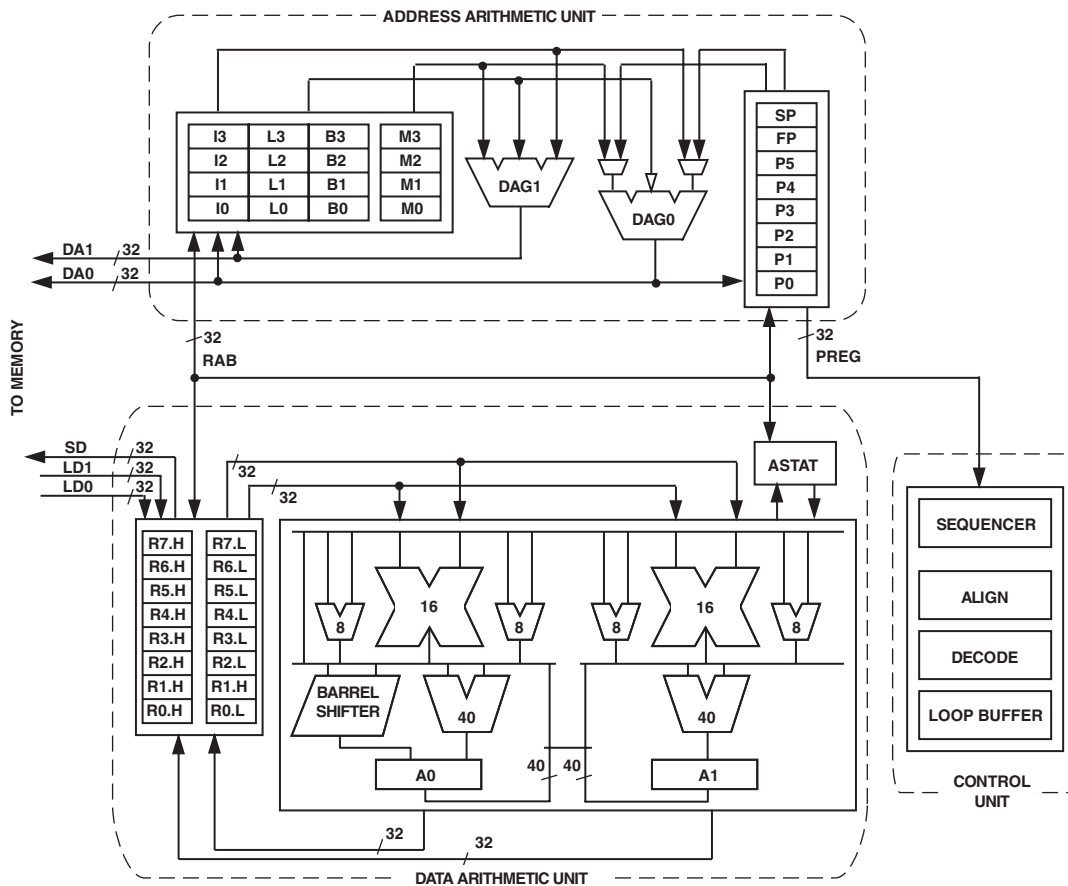 ADDRESS ARITHMETIC UNIT
I3 L3 B3 M3
I2 L2 B2 M2
I1 L1 B1 M1
I0 L0 B0 M0
DAG1
DAG0
SP
FP
P5
P4
P3
P2
P1
P0
DA1 32
DA0 32
TO MEMORY
32
RAB
32
PREG
SD 32
LD1 32
LD0 32
32
32
ASTAT
R7.H R7.L
R6.H R6.L
R5.H R5.L
R4.H R4.L
R3.H R3.L
R2.H R2.L
R1.H R1.H
R0.H R0.L
16
16
8
8
8
8
BARREL
SHIFTER
40
40
A0
40 40
A1
32
32
DATA ARITHMETIC UNIT
SEQUENCER
ALIGN
DECODE
LOOP BUFFER
CONTROL
UNIT